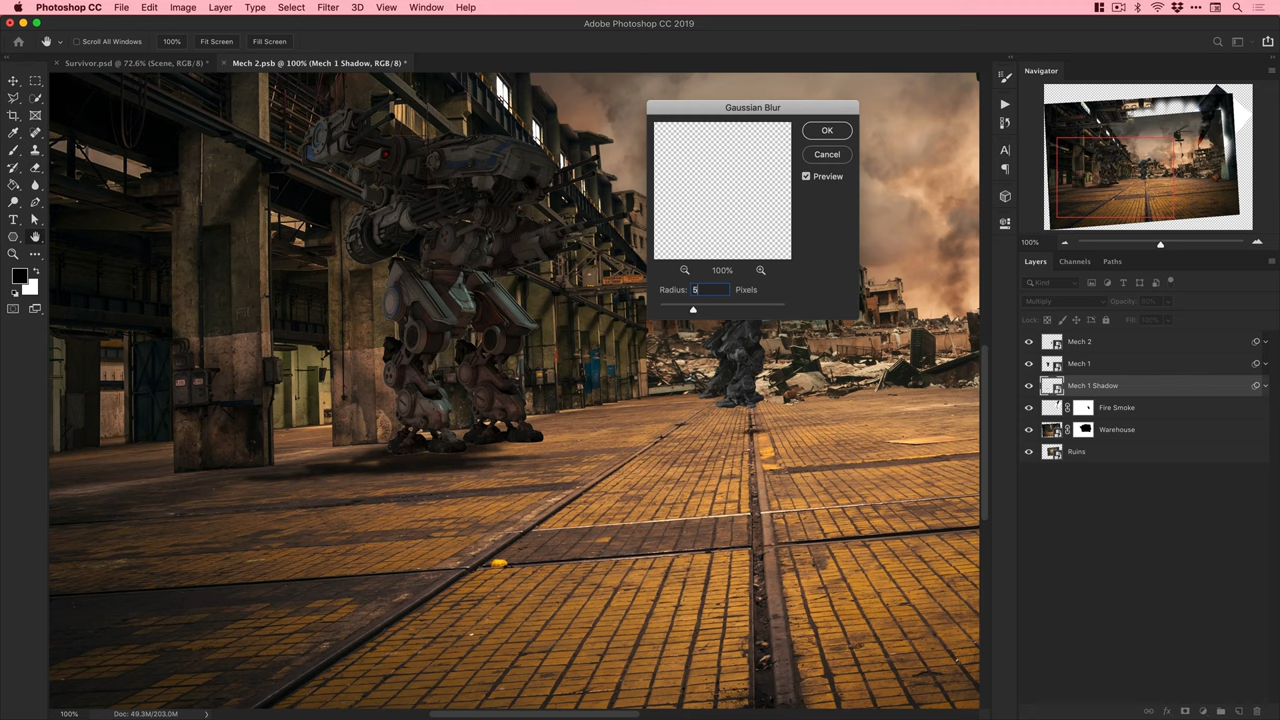 Photoshop CC File Edit Image Layer Type Select Filter 3D View Window Help
Adobe Photoshop CC 2019
Scroll All Windows 100% Fit Screen Fill Screen
Survivor.psd @ 72.6% (Scene, RGB/8) * Mech 2.psb @ 100% (Mech 1 Shadow, RGB/8) *
Navigator
Gaussian Blur
OK
Cancel
Preview
100%
Radius: 5 Pixels
100%
Layers Channels Paths
Kind
Multiply Opacity: 80%
Lock: Fill: 100%
Mech 2
Mech 1
Mech 1 Shadow
Fire Smoke
Warehouse
Ruins
100% Doc: 49.3M/203.0M